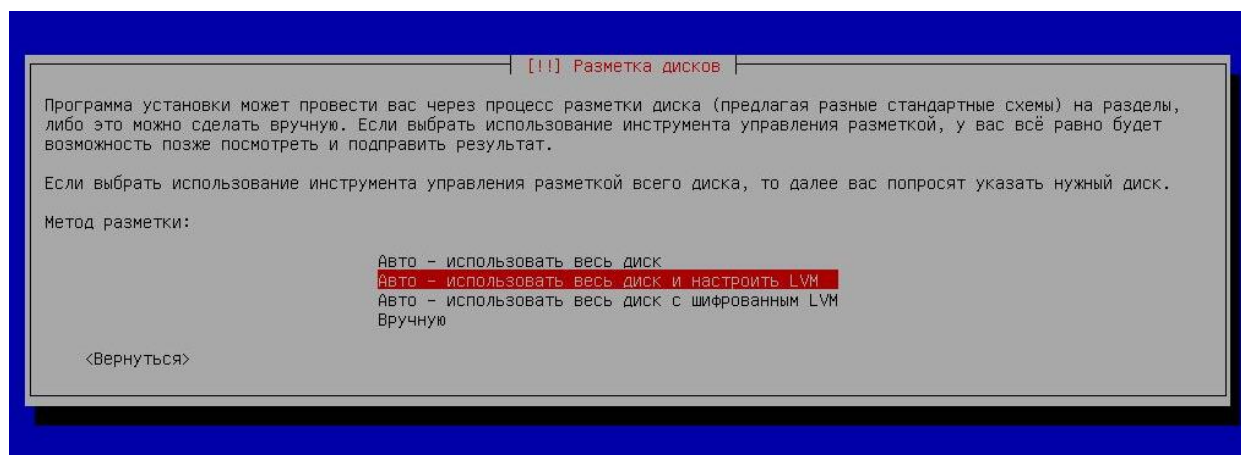 [!!] Разметка дисков
Программа установки может провести вас через процесс разметки диска (предлагая разные стандартные схемы) на разделы,
либо это можно сделать вручную. Если выбрать использование инструмента управления разметкой, у вас всё равно будет
возможность позже посмотреть и подправить результат.
Если выбрать использование инструмента управления разметкой всего диска, то далее вас попросят указать нужный диск.
Метод разметки:
Авто – использовать весь диск
Авто – использовать весь диск и настроить LVM
Авто – использовать весь диск с шифрованным LVM
Вручную
<Вернуться>